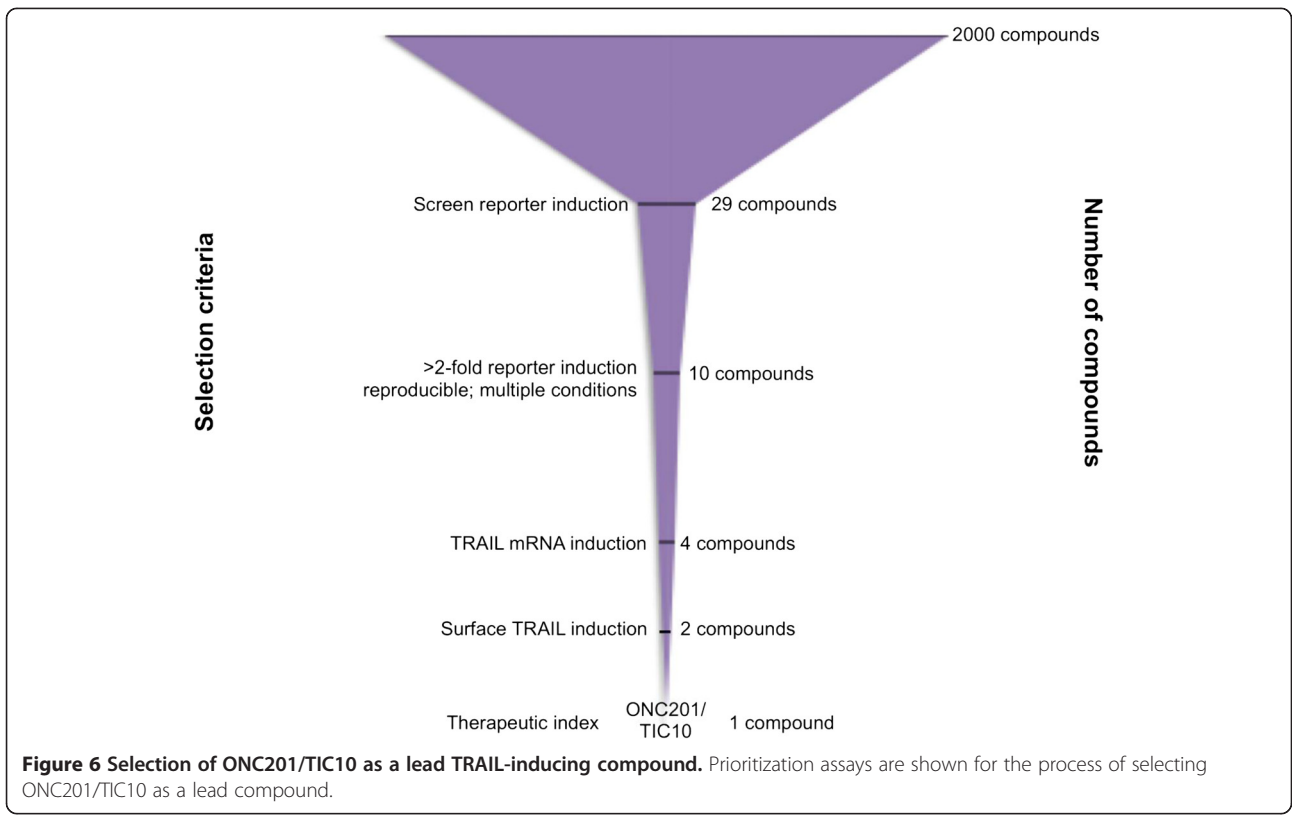 2000 compounds
Screen reporter induction
29 compounds
Selection criteria
Number of compounds
>2-fold reporter induction
reproducible; multiple conditions
10 compounds
TRAIL mRNA induction
4 compounds
Surface TRAIL induction
2 compounds
Therapeutic index
ONC201/
TIC10
1 compound
Figure 6 Selection of ONC201/TIC10 as a lead TRAIL-inducing compound. Prioritization assays are shown for the process of selecting
ONC201/TIC10 as a lead compound.